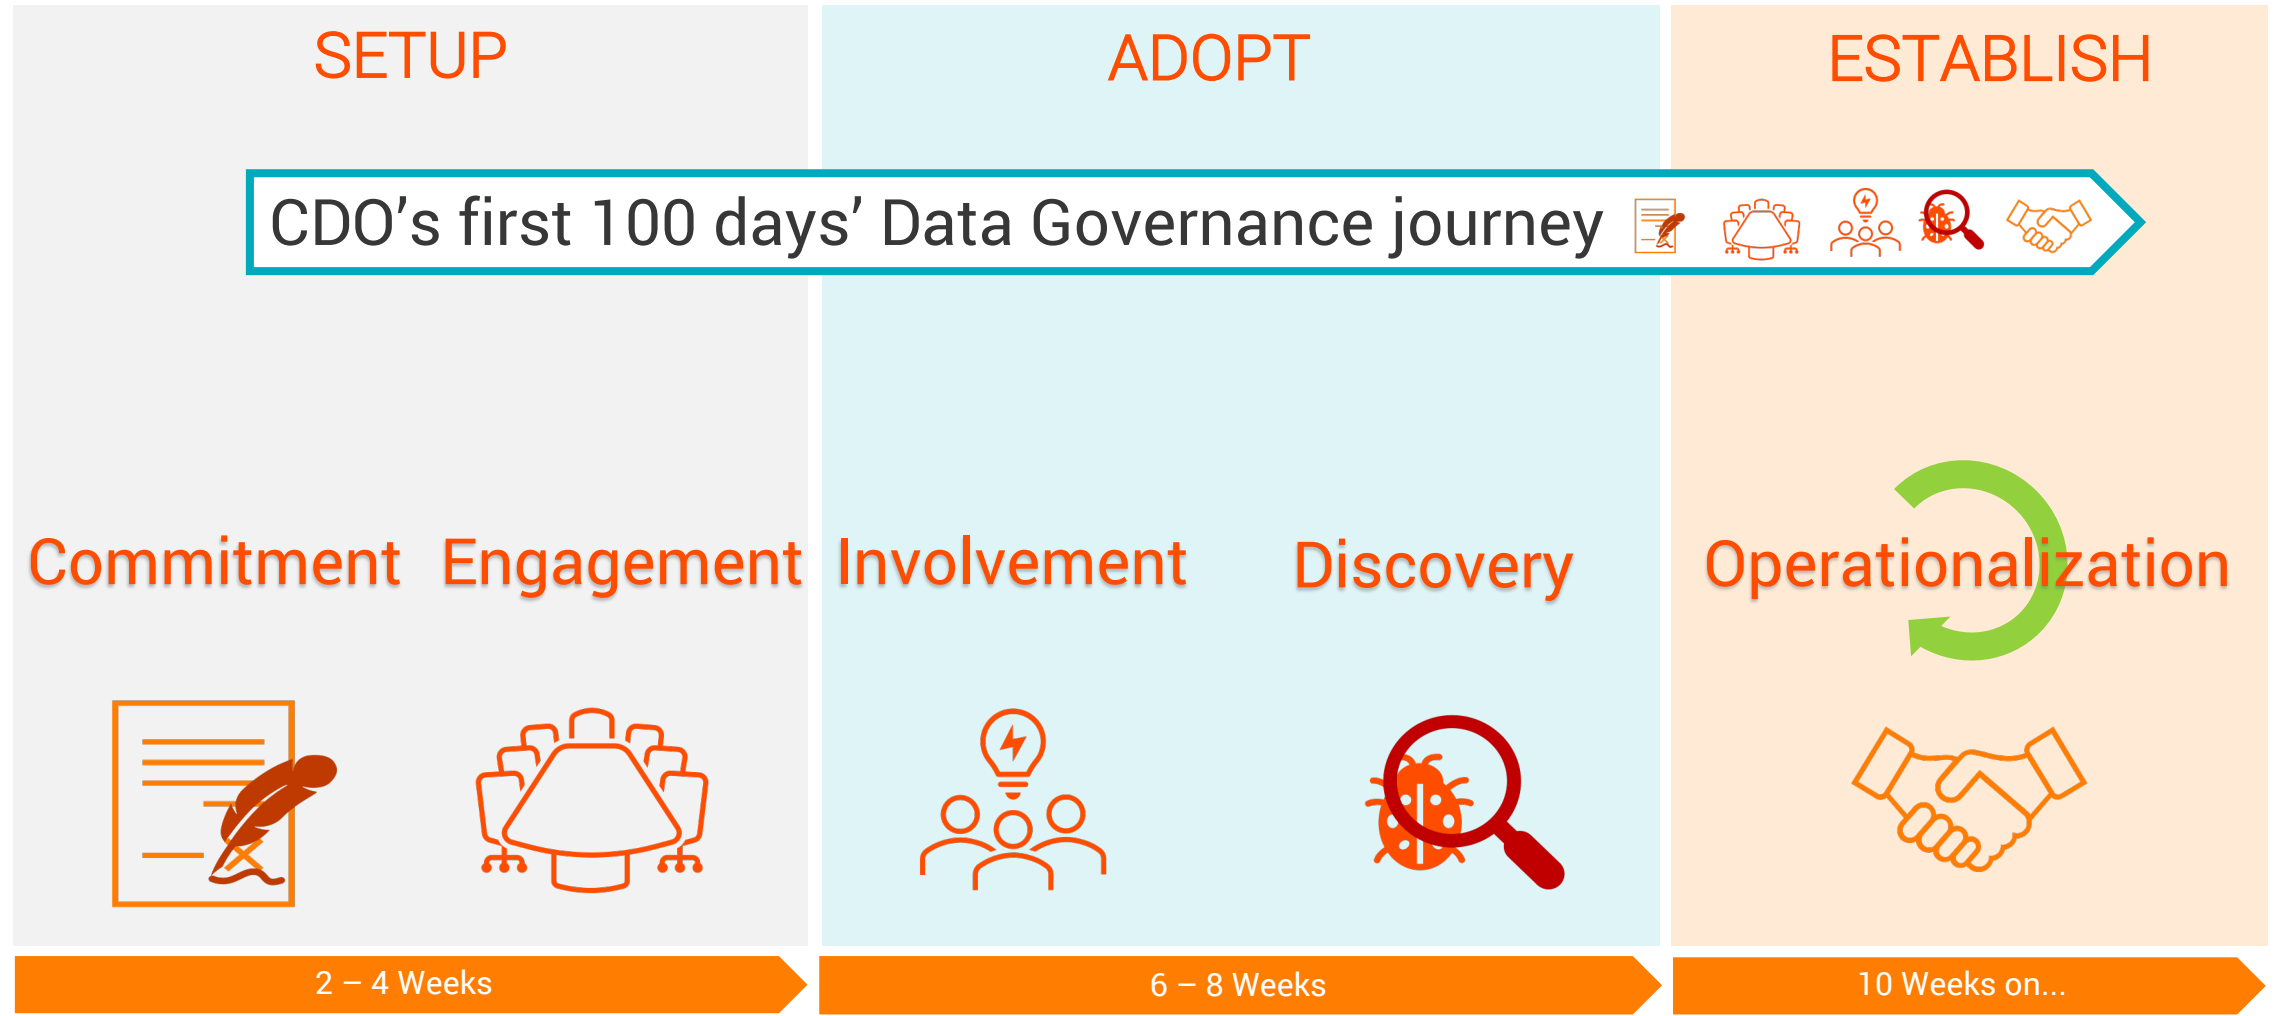 SETUP
ADOPT
ESTABLISH
CDO’s first 100 days’ Data Governance journey
Commitment
Engagement
Involvement
Discovery
Operationalization
2 – 4 Weeks
6 – 8 Weeks
10 Weeks on...